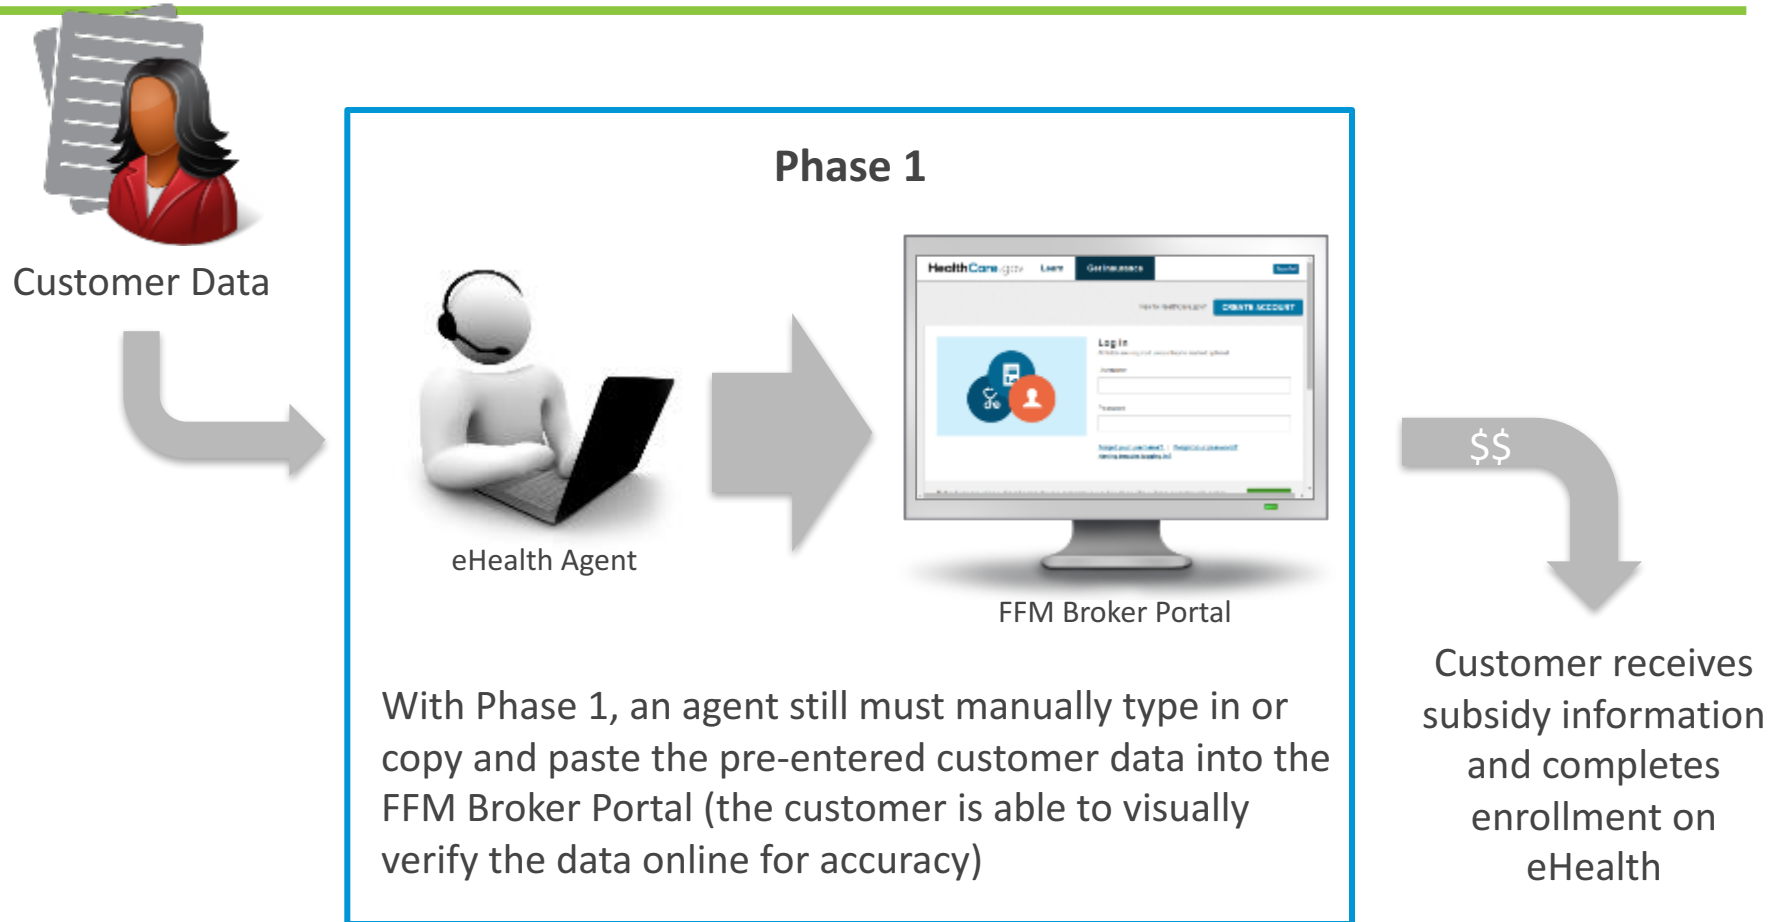 Customer Data
Phase 1
eHealth Agent
HealthCare.gov Learn Get Insurance
CREATE ACCOUNT
Log in
FFM Broker Portal
With Phase 1, an agent still must manually type in or
copy and paste the pre-entered customer data into the
FFM Broker Portal (the customer is able to visually
verify the data online for accuracy)
$$
Customer receives
subsidy information
and completes
enrollment on
eHealth